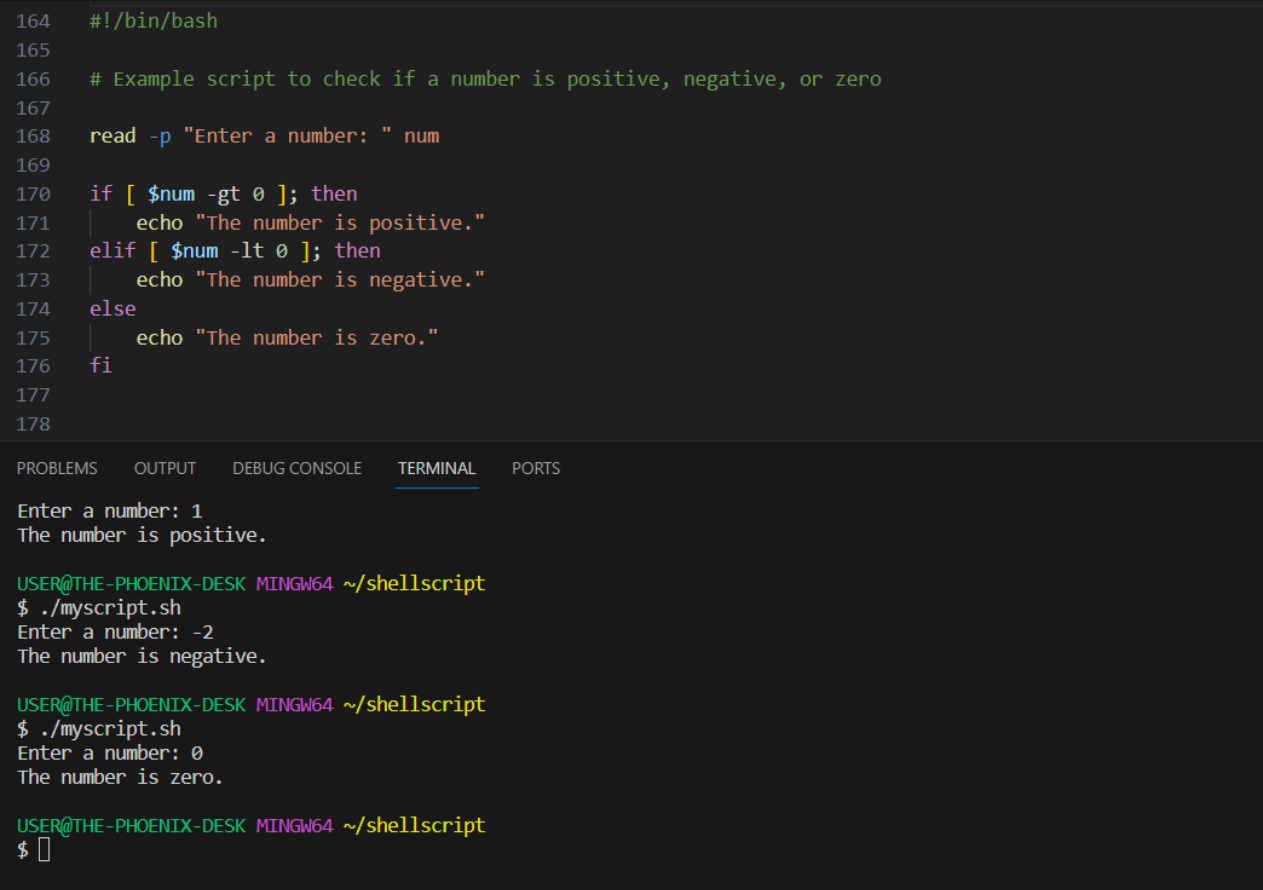 164 #!/bin/bash
165
166 # Example script to check if a number is positive, negative, or zero
167
168 read -p "Enter a number: " num
169
170 if [ $num -gt 0 ]; then
171     echo "The number is positive."
172 elif [ $num -lt 0 ]; then
173     echo "The number is negative."
174 else
175     echo "The number is zero."
176 fi
177
178
PROBLEMS OUTPUT DEBUG CONSOLE TERMINAL PORTS
Enter a number: 1
The number is positive.
USER@THE-PHOENIX-DESK MINGW64 ~/shellscript
$ ./myscript.sh
Enter a number: -2
The number is negative.
USER@THE-PHOENIX-DESK MINGW64 ~/shellscript
$ ./myscript.sh
Enter a number: 0
The number is zero.
USER@THE-PHOENIX-DESK MINGW64 ~/shellscript
$